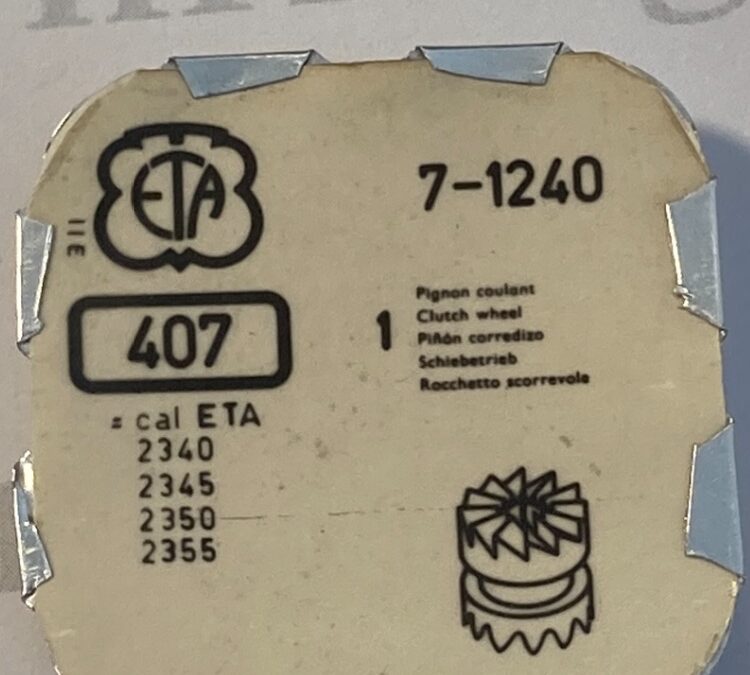 ETA
7-1240
11E
407
1
Pignon coulant
Clutch wheel
Piñón corredizo
Schiebetrieb
Rocchetto scorrevole
= cal ETA
2340
2345
2350
2355